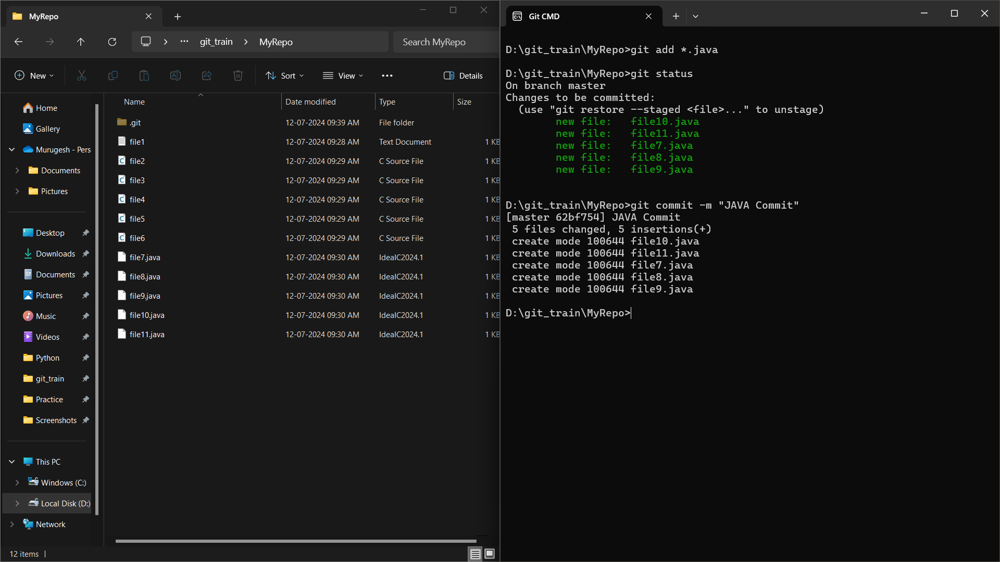 MyRepo
git_train
MyRepo
Search MyRepo
New
Sort
View
Details
Home
Gallery
Murugesh - Pers
Documents
Pictures
Desktop
Downloads
Documents
Pictures
Music
Videos
Python
git_train
Practice
Screenshots
This PC
Windows (C:)
Local Disk (D:)
Network
Name Date modified Type Size
.git 12-07-2024 09:39 AM File folder
file1 12-07-2024 09:28 AM Text Document 1 KB
file2 12-07-2024 09:29 AM C Source File 1 KB
file3 12-07-2024 09:29 AM C Source File 1 KB
file4 12-07-2024 09:29 AM C Source File 1 KB
file5 12-07-2024 09:29 AM C Source File 1 KB
file6 12-07-2024 09:29 AM C Source File 1 KB
file7.java 12-07-2024 09:30 AM IdeaIC2024.1 1 KB
file8.java 12-07-2024 09:30 AM IdeaIC2024.1 1 KB
file9.java 12-07-2024 09:30 AM IdeaIC2024.1 1 KB
file10.java 12-07-2024 09:30 AM IdeaIC2024.1 1 KB
file11.java 12-07-2024 09:30 AM IdeaIC2024.1 1 KB
12 items
Git CMD
D:\git_train\MyRepo>git add *.java
D:\git_train\MyRepo>git status
On branch master
Changes to be committed:
  (use "git restore --staged <file>..." to unstage)
        new file:   file10.java
        new file:   file11.java
        new file:   file7.java
        new file:   file8.java
        new file:   file9.java
D:\git_train\MyRepo>git commit -m "JAVA Commit"
[master 62bf754] JAVA Commit
 5 files changed, 5 insertions(+)
 create mode 100644 file10.java
 create mode 100644 file11.java
 create mode 100644 file7.java
 create mode 100644 file8.java
 create mode 100644 file9.java
D:\git_train\MyRepo>